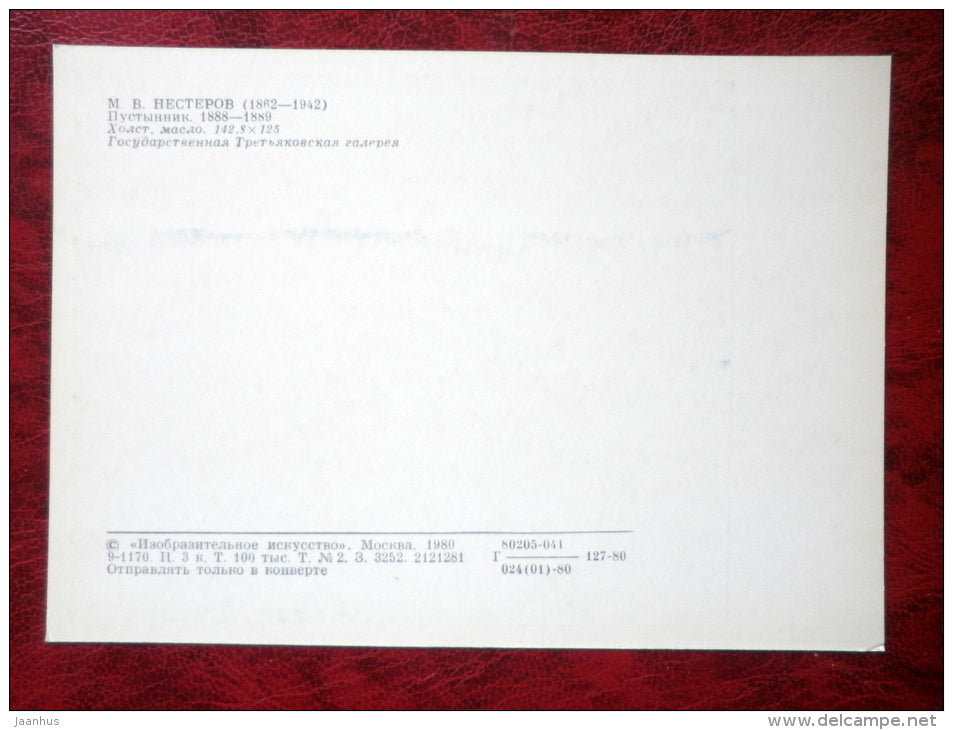 М. В. НЕСТЕРОВ (1862—1942)
Пустынник. 1888—1889
Холст, масло. 142,8×125
Государственная Третьяковская галерея
© «Изобразительное искусство». Москва. 1980
9-1170. Ц. 3 к. Т. 100 тыс. Т. № 2. З. 3252. 2121281
Отправлять только в конверте
80205-041
Г ——— 127-80
024(01)-80
jaanhus
www.delcampe.net